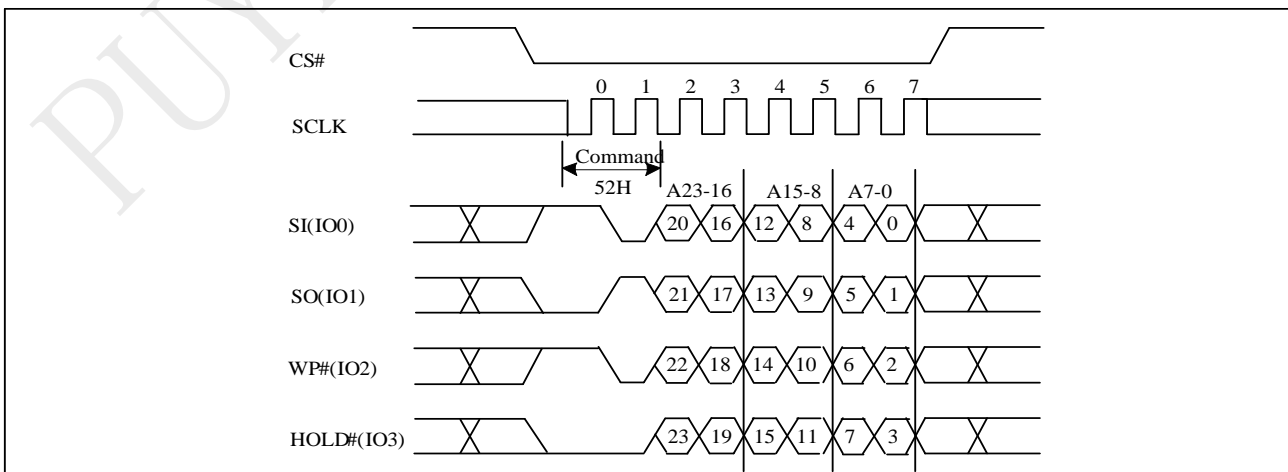 PUY
CS#
0 1 2 3 4 5 6 7
SCLK
Command
52H A23-16 A15-8 A7-0
SI(IO0) 20 16 12 8 4 0
SO(IO1) 21 17 13 9 5 1
WP#(IO2) 22 18 14 10 6 2
HOLD#(IO3) 23 19 15 11 7 3